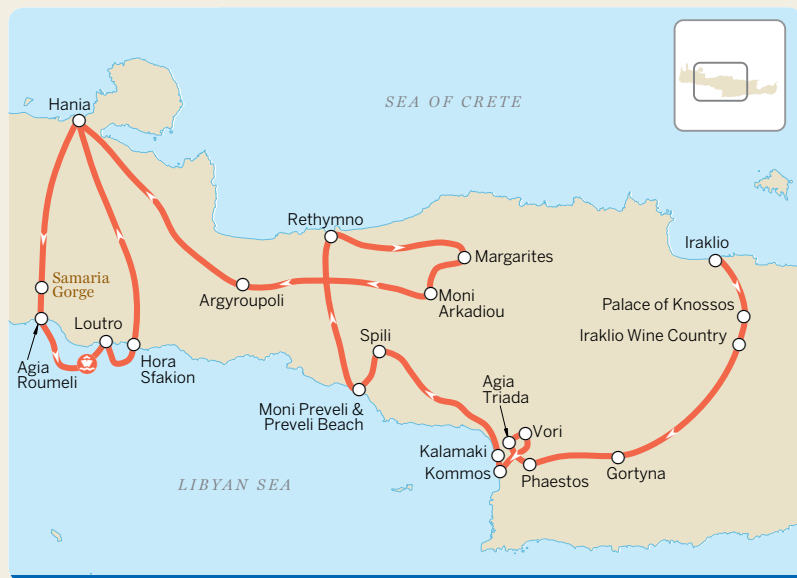 SEA OF CRETE
Hania
Rethymno
Margarites
Iraklio
Samaria
Gorge
Argyroupoli
Moni
Arkadiou
Palace of Knossos
Iraklio Wine Country
Loutro
Agia
Roumeli
Hora
Sfakion
Spili
Moni Preveli &
Preveli Beach
Agia
Triada
Vori
Kalamaki
Kommos
Phaestos
Gortyna
LIBYAN SEA